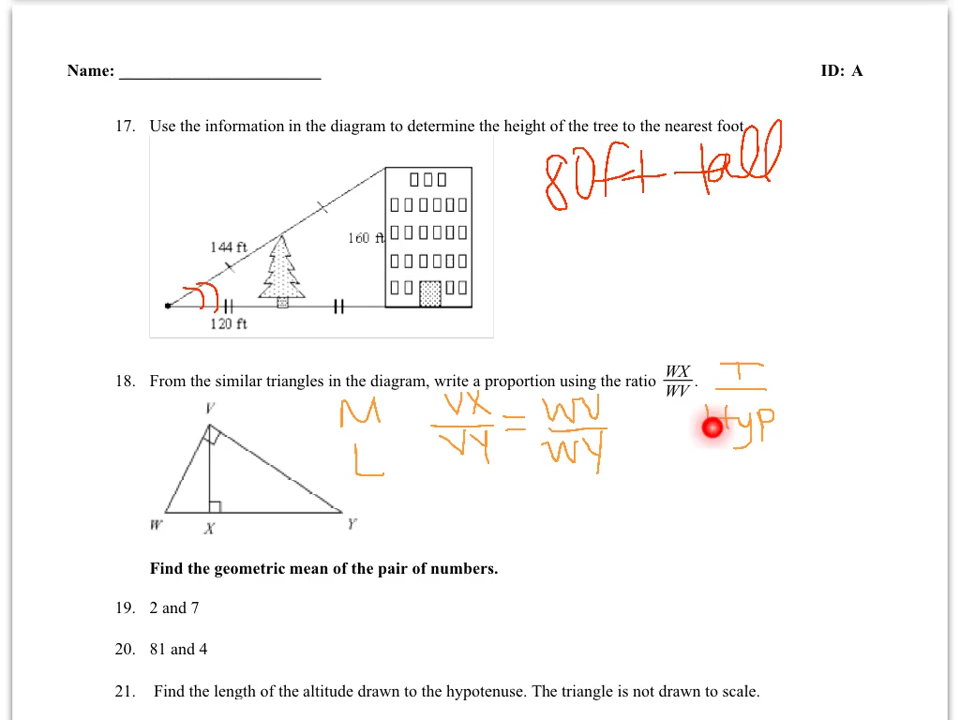 Name: ____________________ ID: A
17. Use the information in the diagram to determine the height of the tree to the nearest foot.
80ft tall
144 ft
160 ft
120 ft
18. From the similar triangles in the diagram, write a proportion using the ratio WX/WV.
V
W
X
Y
M
L
VX/VY = WV/WY
I
Hyp
Find the geometric mean of the pair of numbers.
19. 2 and 7
20. 81 and 4
21. Find the length of the altitude drawn to the hypotenuse. The triangle is not drawn to scale.